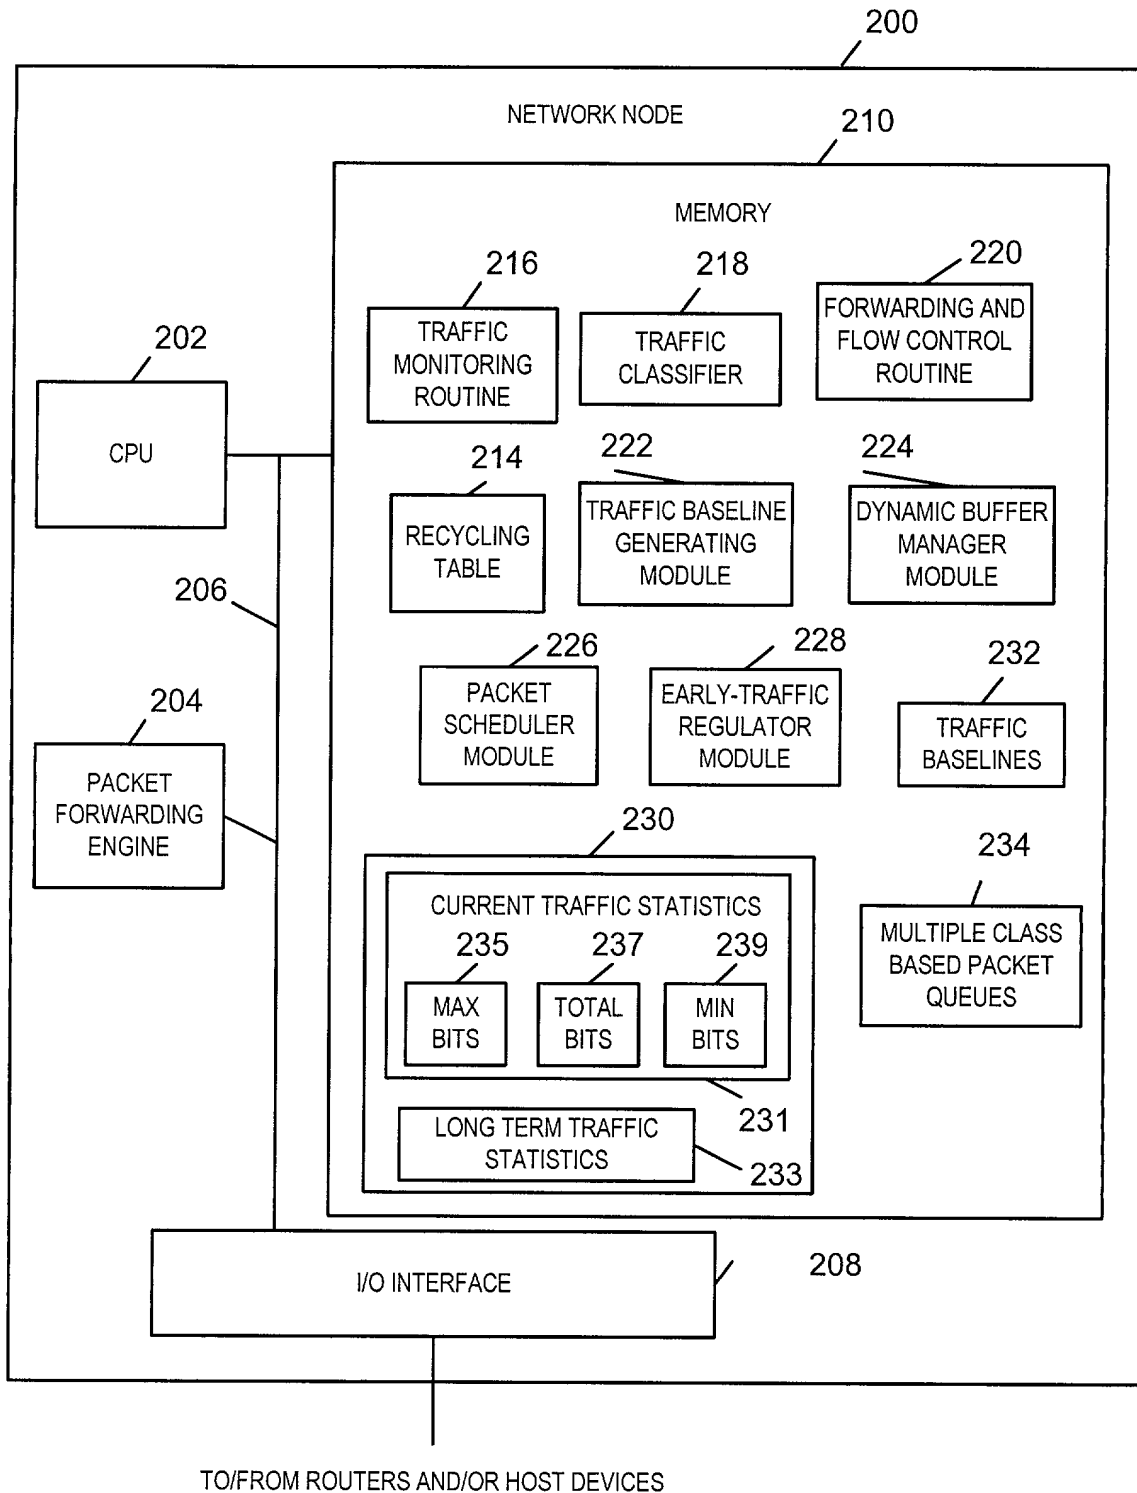 200
NETWORK NODE
210
MEMORY
216
TRAFFIC
MONITORING
ROUTINE
218
TRAFFIC
CLASSIFIER
220
FORWARDING AND
FLOW CONTROL
ROUTINE
202
CPU
214
RECYCLING
TABLE
222
TRAFFIC BASELINE
GENERATING
MODULE
224
DYNAMIC BUFFER
MANAGER
MODULE
206
226
PACKET
SCHEDULER
MODULE
228
EARLY-TRAFFIC
REGULATOR
MODULE
232
TRAFFIC
BASELINES
204
PACKET
FORWARDING
ENGINE
230
CURRENT TRAFFIC STATISTICS
235
MAX
BITS
237
TOTAL
BITS
239
MIN
BITS
231
LONG TERM TRAFFIC
STATISTICS
233
234
MULTIPLE CLASS
BASED PACKET
QUEUES
I/O INTERFACE
208
TO/FROM ROUTERS AND/OR HOST DEVICES